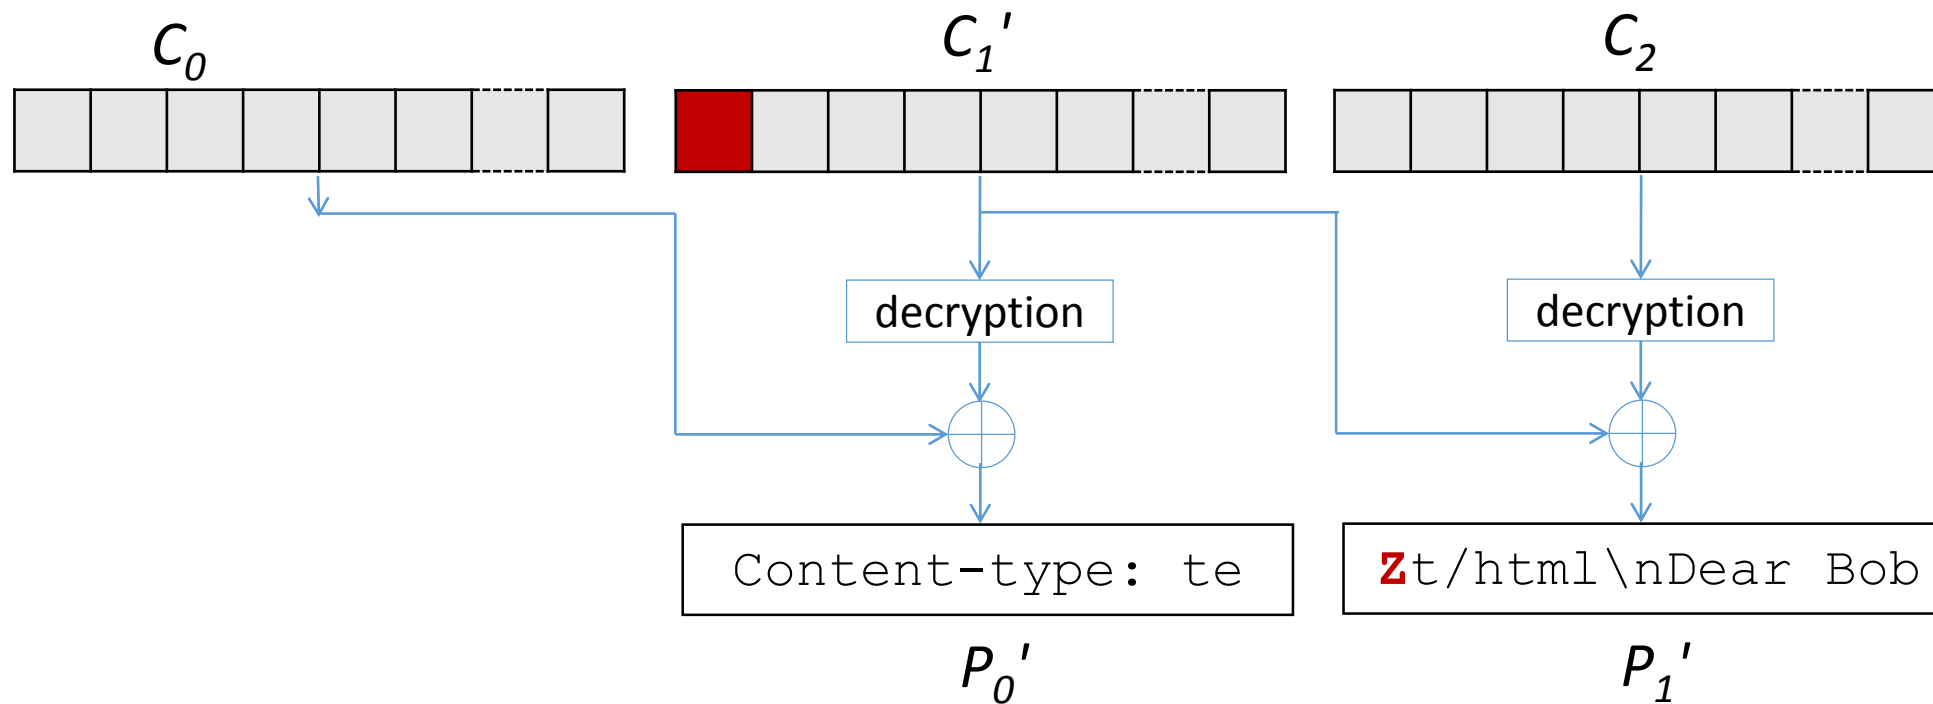 C0 C1' C2
decryption decryption
Content-type: te Zt/html\nDear Bob
P0' P1'